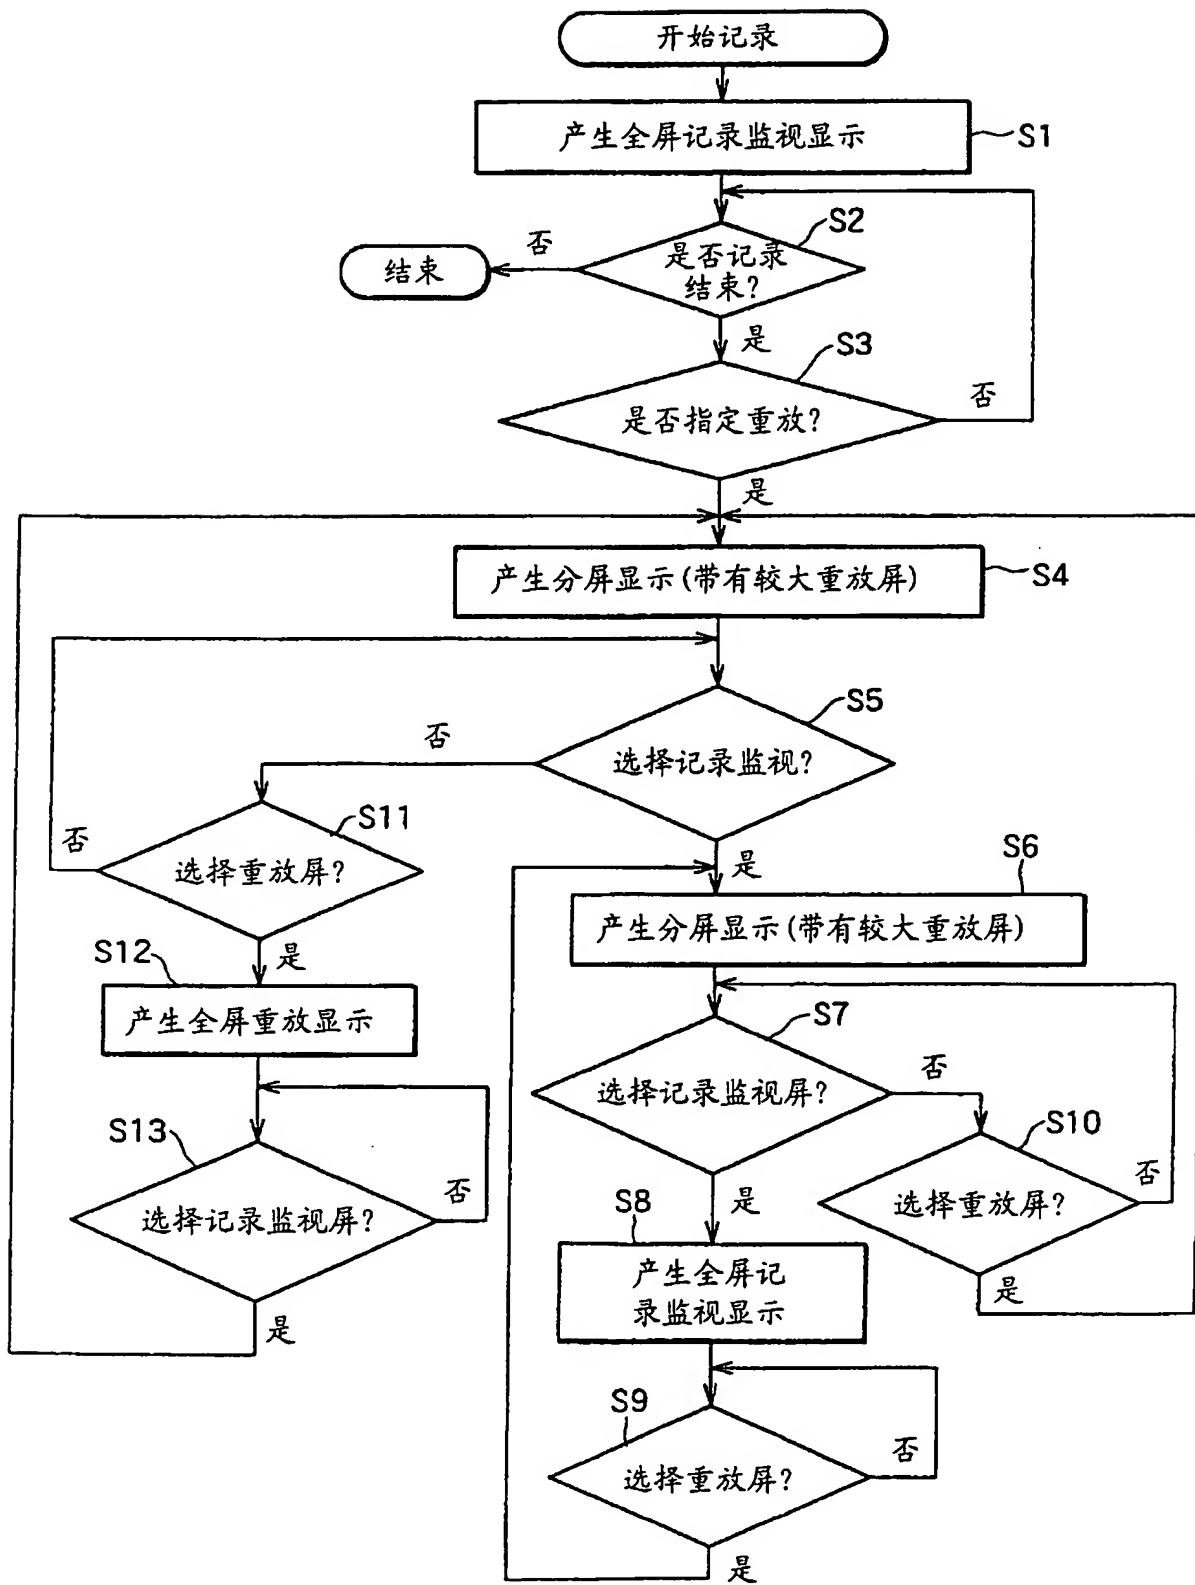 开始记录
产生全屏记录监视显示
S1
S2
否
是否记录
结束?
结束
是
S3
是否指定重放?
否
是
产生分屏显示(带有较大重放屏)
S4
S5
否
选择记录监视?
S11
否
选择重放屏?
是
S6
产生分屏显示(带有较大重放屏)
S12
是
产生全屏重放显示
S7
选择记录监视屏?
否
S13
选择记录监视屏?
否
是
S10
选择重放屏?
否
是
是
S8
产生全屏记
录监视显示
S9
选择重放屏?
否
是